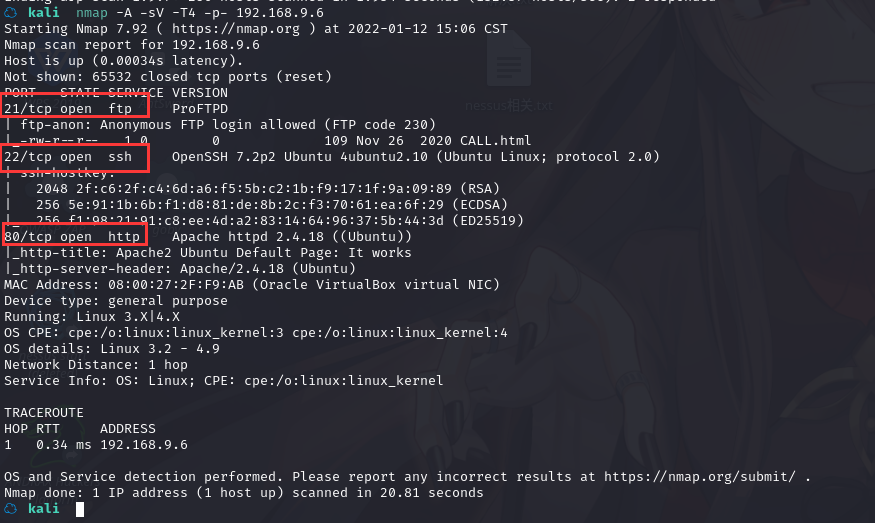 kali nmap -A -sV -T4 -p- 192.168.9.6
Starting Nmap 7.92 ( https://nmap.org ) at 2022-01-12 15:06 CST
Nmap scan report for 192.168.9.6
Host is up (0.00034s latency).
Not shown: 65532 closed tcp ports (reset)
PORT   STATE SERVICE VERSION
21/tcp open  ftp     ProFTPD
| ftp-anon: Anonymous FTP login allowed (FTP code 230)
|_-rw-r--r--   1 0        0             109 Nov 26  2020 CALL.html
22/tcp open  ssh     OpenSSH 7.2p2 Ubuntu 4ubuntu2.10 (Ubuntu Linux; protocol 2.0)
| ssh-hostkey:
|   2048 2f:c6:2f:c4:6d:a6:f5:5b:c2:1b:f9:17:1f:9a:09:89 (RSA)
|   256 5e:91:1b:6b:f1:d8:81:de:8b:2c:f3:70:61:ea:6f:29 (ECDSA)
|_  256 f1:98:21:91:c8:ee:4d:a2:83:14:64:96:37:5b:44:3d (ED25519)
80/tcp open  http    Apache httpd 2.4.18 ((Ubuntu))
|_http-title: Apache2 Ubuntu Default Page: It works
|_http-server-header: Apache/2.4.18 (Ubuntu)
MAC Address: 08:00:27:2F:F9:AB (Oracle VirtualBox virtual NIC)
Device type: general purpose
Running: Linux 3.X|4.X
OS CPE: cpe:/o:linux:linux_kernel:3 cpe:/o:linux:linux_kernel:4
OS details: Linux 3.2 - 4.9
Network Distance: 1 hop
Service Info: OS: Linux; CPE: cpe:/o:linux:linux_kernel
TRACEROUTE
HOP RTT     ADDRESS
1   0.34 ms 192.168.9.6
OS and Service detection performed. Please report any incorrect results at https://nmap.org/submit/ .
Nmap done: 1 IP address (1 host up) scanned in 20.81 seconds
kali
nessus相关.txt